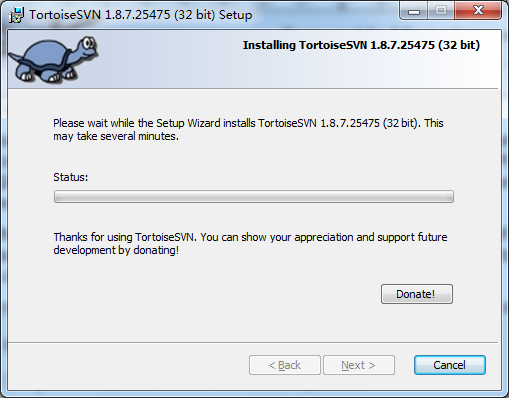 TortoiseSVN 1.8.7.25475 (32 bit) Setup
Installing TortoiseSVN 1.8.7.25475 (32 bit)
Please wait while the Setup Wizard installs TortoiseSVN 1.8.7.25475 (32 bit). This
may take several minutes.
Status:
Thanks for using TortoiseSVN. You can show your appreciation and support future
development by donating!
Donate!
< Back
Next >
Cancel